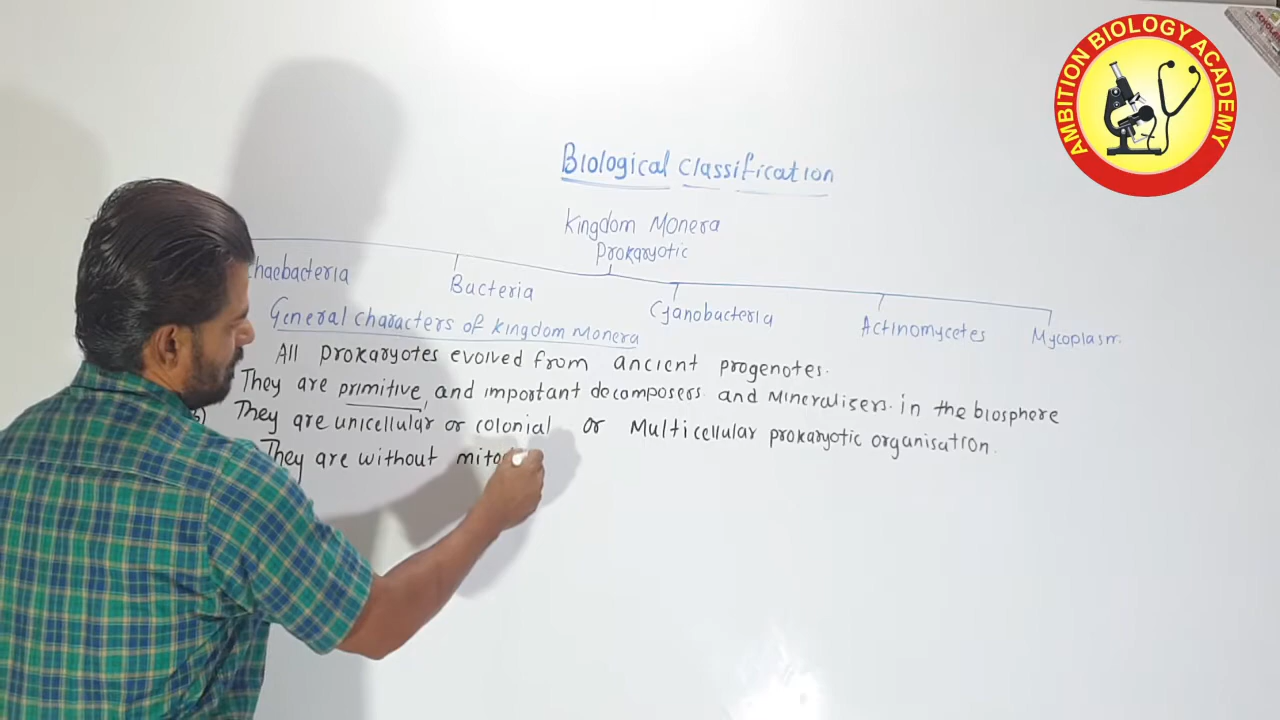 AMBITION BIOLOGY ACADEMY
Biological classification
Kingdom Monera
Prokaryotic
chaebacteria
Bacteria
Cyanobacteria
Actinomycetes
Mycoplasm.
General characters of kingdom Monera
All prokaryotes evolved from ancient progenotes.
They are primitive, and important decomposers and Mineralisers in the biosphere
3) They are unicellular or colonial or Multicellular prokaryotic organisation.
They are without mito